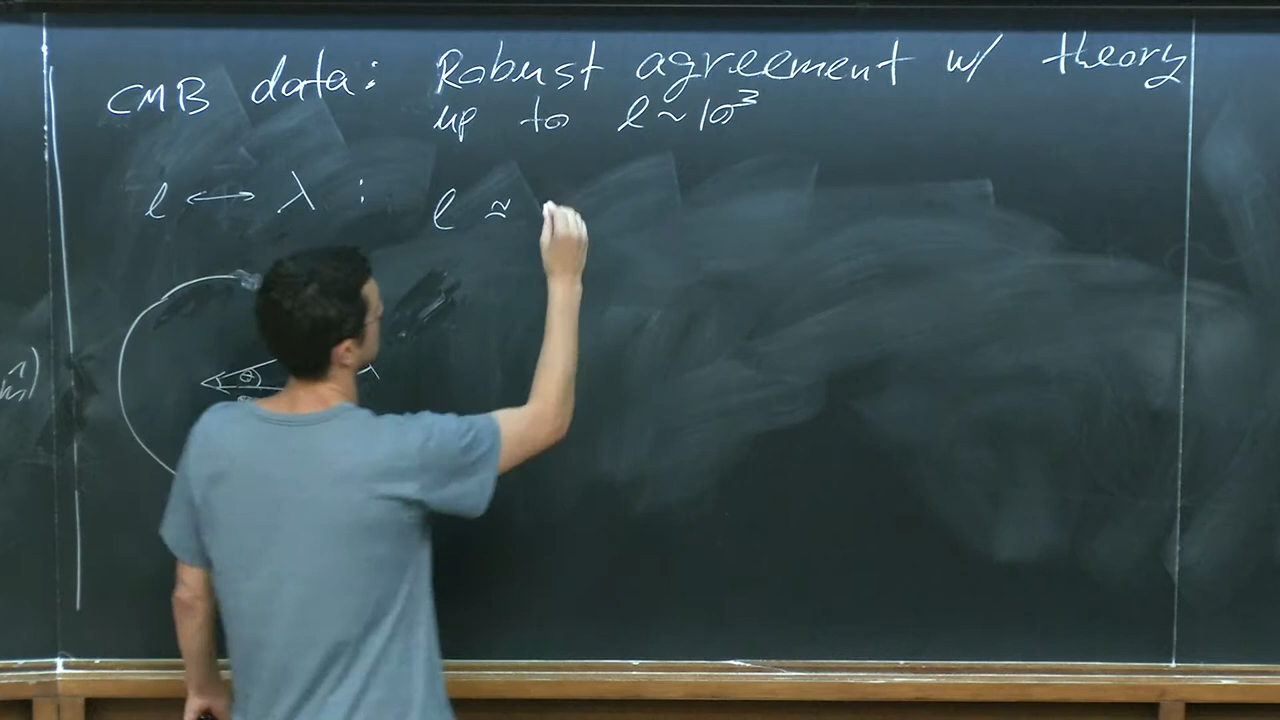 CMB data: Robust agreement w/ theory
up to l ~ 10³
l ↔ λ : l ≃
θ
λ
n̂)